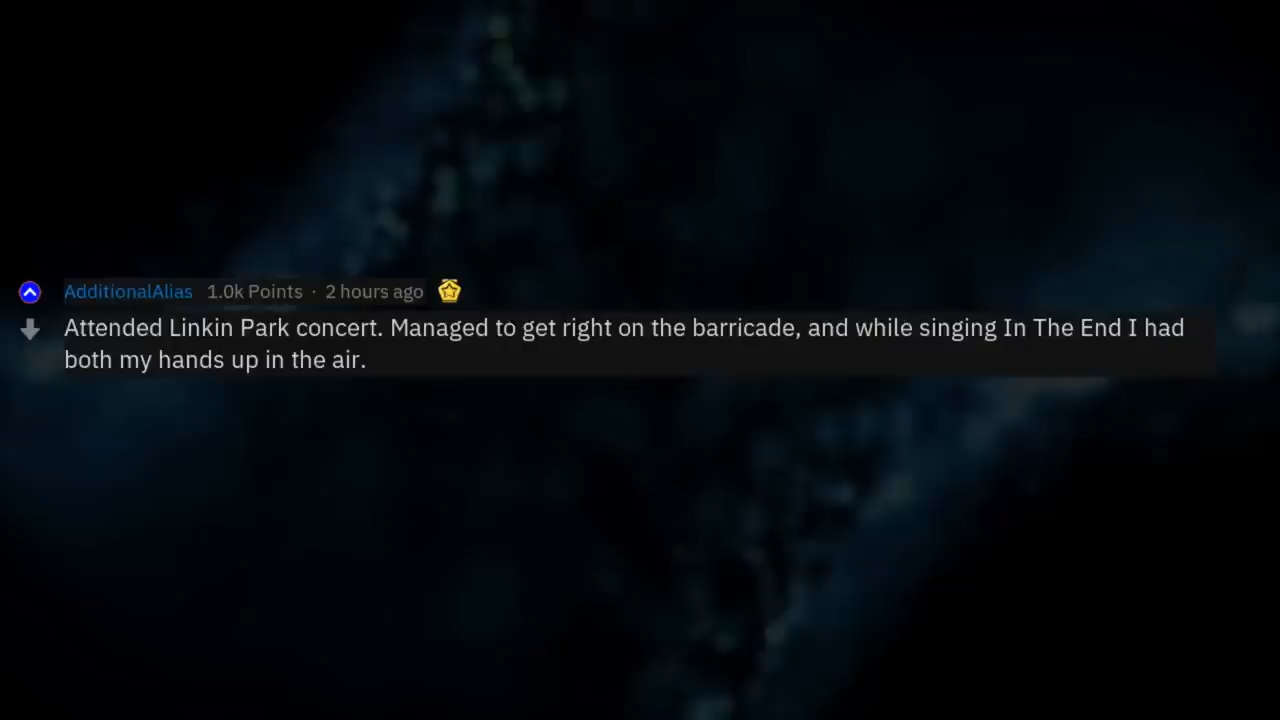 AdditionalAlias 1.0k Points · 2 hours ago
Attended Linkin Park concert. Managed to get right on the barricade, and while singing In The End I had
both my hands up in the air.